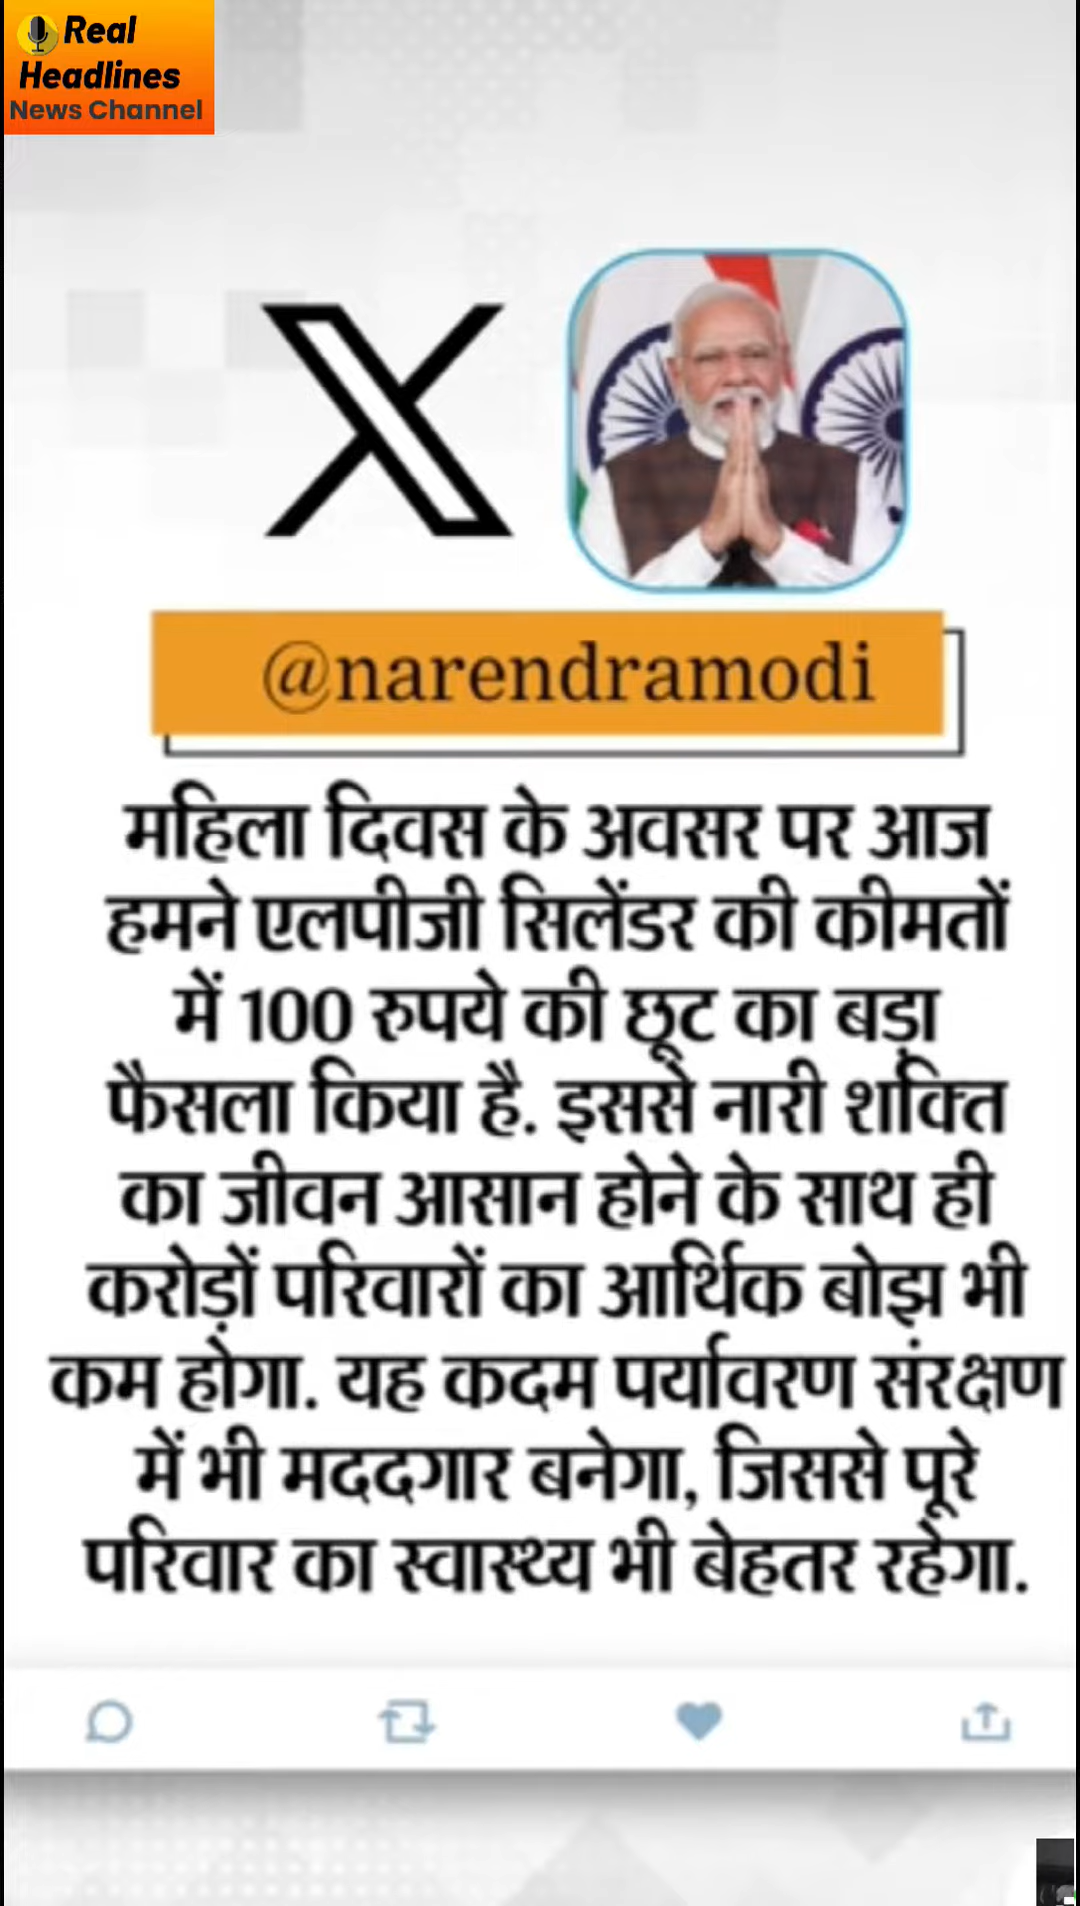 Real
Headlines
News Channel
X
@narendramodi
महिला दिवस के अवसर पर आज
हमने एलपीजी सिलेंडर की कीमतों
में 100 रुपये की छूट का बड़ा
फैसला किया है. इससे नारी शक्ति
का जीवन आसान होने के साथ ही
करोड़ों परिवारों का आर्थिक बोझ भी
कम होगा. यह कदम पर्यावरण संरक्षण
में भी मददगार बनेगा, जिससे पूरे
परिवार का स्वास्थ्य भी बेहतर रहेगा.